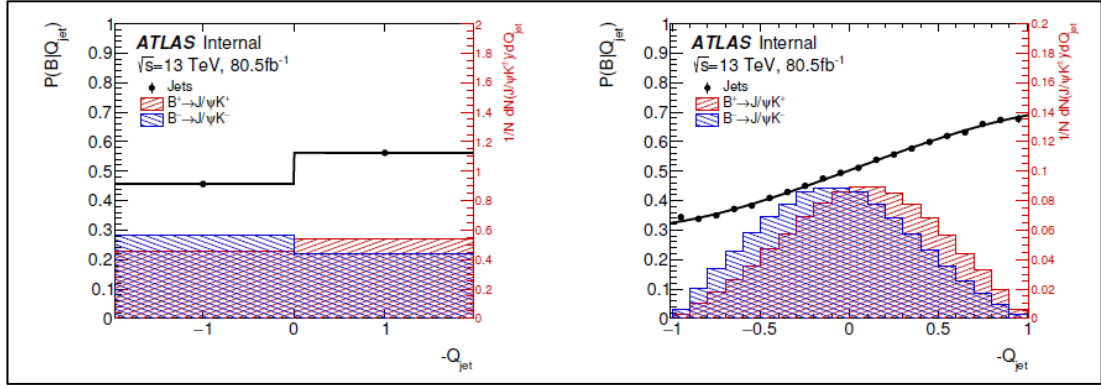 P(B|Q_jet)
1
0.9
0.8
0.7
0.6
0.5
0.4
0.3
0.2
0.1
0
ATLAS Internal
√s=13 TeV, 80.5fb⁻¹
Jets
B⁺→J/ψK⁺
B⁻→J/ψK⁻
2
1.8
1.6
1.4
1.2
1
0.8
0.6
0.4
0.2
0
1/N dN(J/ψK^±)/dQ_jet
−1 0 1
-Q_jet
P(B|Q_jet)
1
0.9
0.8
0.7
0.6
0.5
0.4
0.3
0.2
0.1
0
ATLAS Internal
√s=13 TeV, 80.5fb⁻¹
Jets
B⁺→J/ψK⁺
B⁻→J/ψK⁻
0.2
0.18
0.16
0.14
0.12
0.1
0.08
0.06
0.04
0.02
0
1/N dN(J/ψK^±)/dQ_jet
−1 −0.5 0 0.5 1
-Q_jet